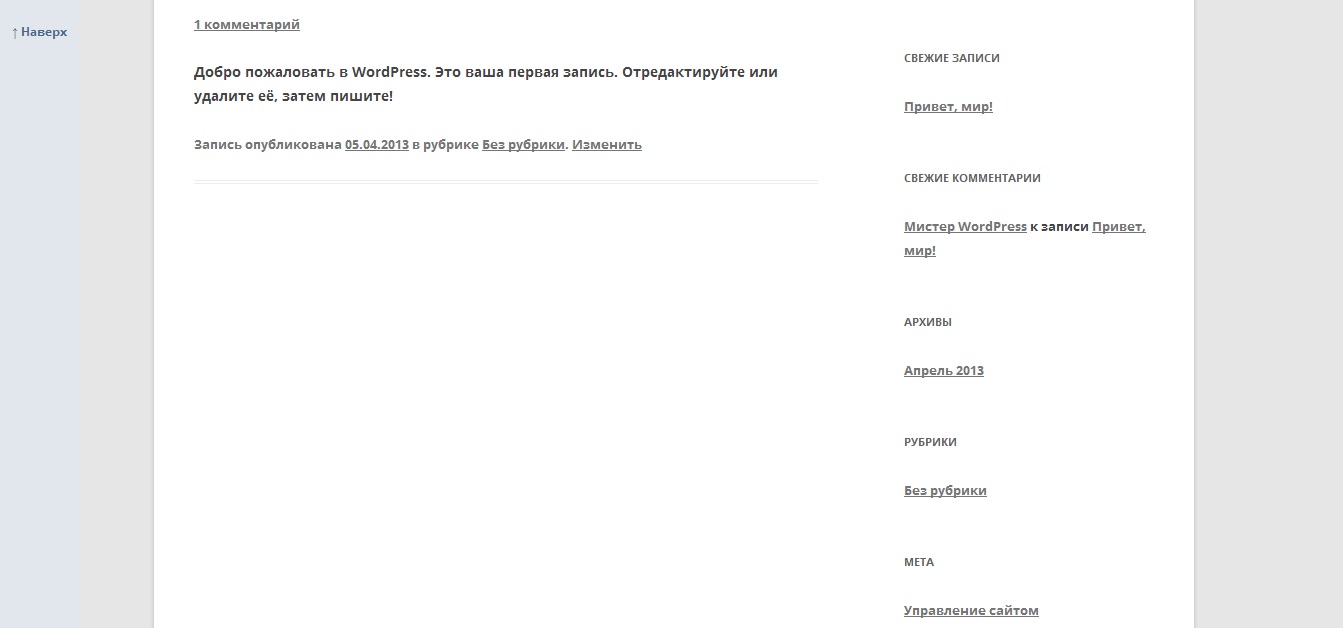 ↑ Наверх
1 комментарий
Добро пожаловать в WordPress. Это ваша первая запись. Отредактируйте или
удалите её, затем пишите!
Запись опубликована 05.04.2013 в рубрике Без рубрики. Изменить
СВЕЖИЕ ЗАПИСИ
Привет, мир!
СВЕЖИЕ КОММЕНТАРИИ
Мистер WordPress к записи Привет,
мир!
АРХИВЫ
Апрель 2013
РУБРИКИ
Без рубрики
МЕТА
Управление сайтом